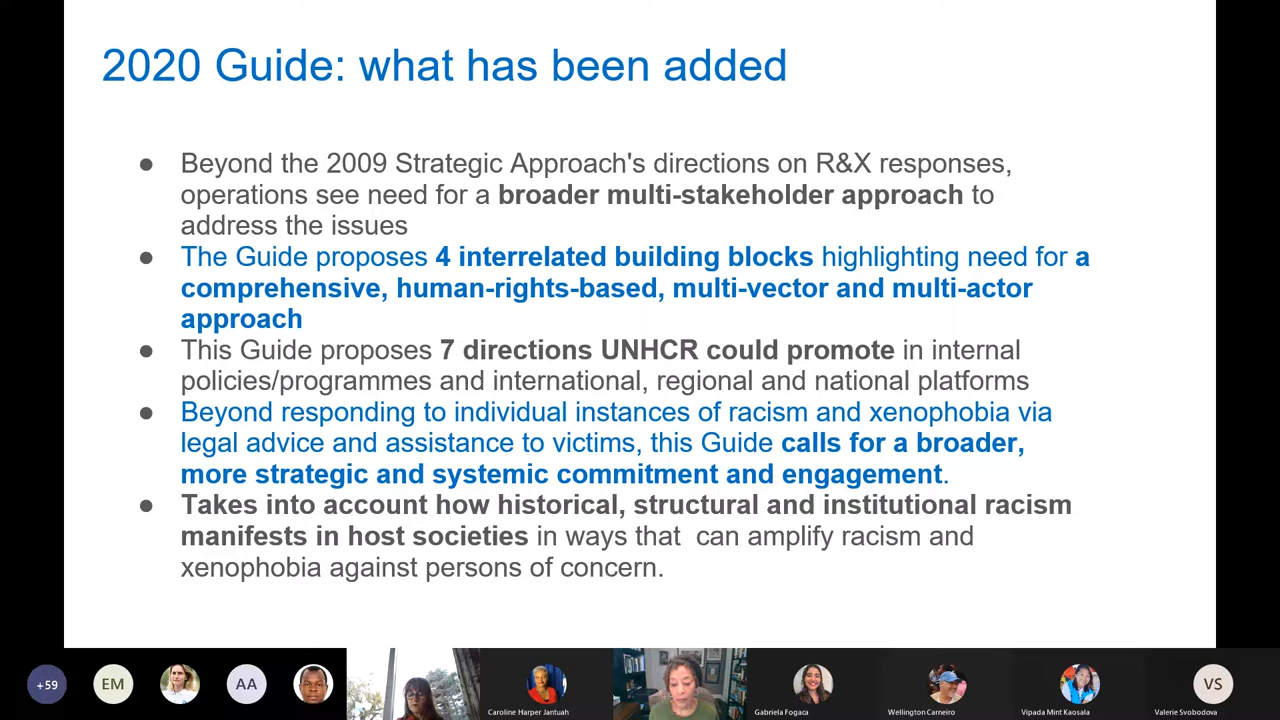 2020 Guide: what has been added
● Beyond the 2009 Strategic Approach's directions on R&X responses,
operations see need for a broader multi-stakeholder approach to
address the issues
● The Guide proposes 4 interrelated building blocks highlighting need for a
comprehensive, human-rights-based, multi-vector and multi-actor
approach
● This Guide proposes 7 directions UNHCR could promote in internal
policies/programmes and international, regional and national platforms
● Beyond responding to individual instances of racism and xenophobia via
legal advice and assistance to victims, this Guide calls for a broader,
more strategic and systemic commitment and engagement.
● Takes into account how historical, structural and institutional racism
manifests in host societies in ways that  can amplify racism and
xenophobia against persons of concern.
+59
EM
AA
VS
Caroline Harper Jantuah
Gabriela Fogaca
Wellington Carneiro
Vipada Mint Kaosala
Valerie Svobodova